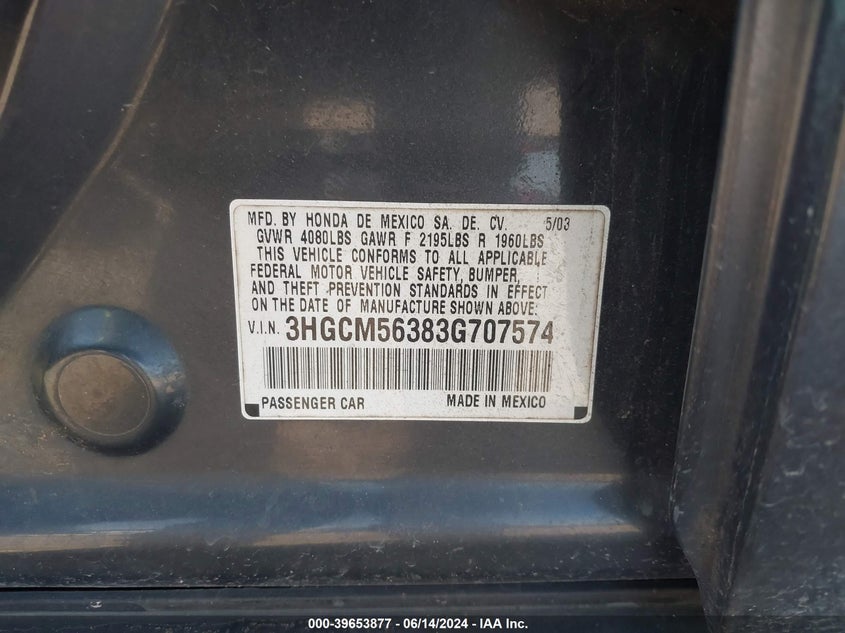 MFD. BY HONDA DE MEXICO SA. DE. CV. 5/03
GVWR 4080LBS GAWR F 2195LBS R 1960LBS
THIS VEHICLE CONFORMS TO ALL APPLICABLE
FEDERAL MOTOR VEHICLE SAFETY, BUMPER,
AND THEFT PREVENTION STANDARDS IN EFFECT
ON THE DATE OF MANUFACTURE SHOWN ABOVE:
V.I.N. 3HGCM56383G707574
PASSENGER CAR MADE IN MEXICO
000-39653877 - 06/14/2024 - IAA Inc.